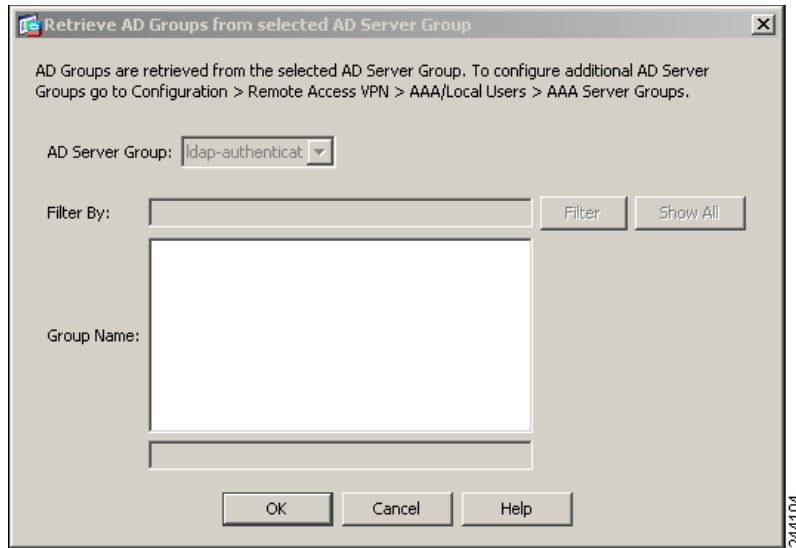 Retrieve AD Groups from selected AD Server Group
AD Groups are retrieved from the selected AD Server Group. To configure additional AD Server
Groups go to Configuration > Remote Access VPN > AAA/Local Users > AAA Server Groups.
AD Server Group: ldap-authenticat
Filter By: Filter Show All
Group Name:
OK Cancel Help
244104